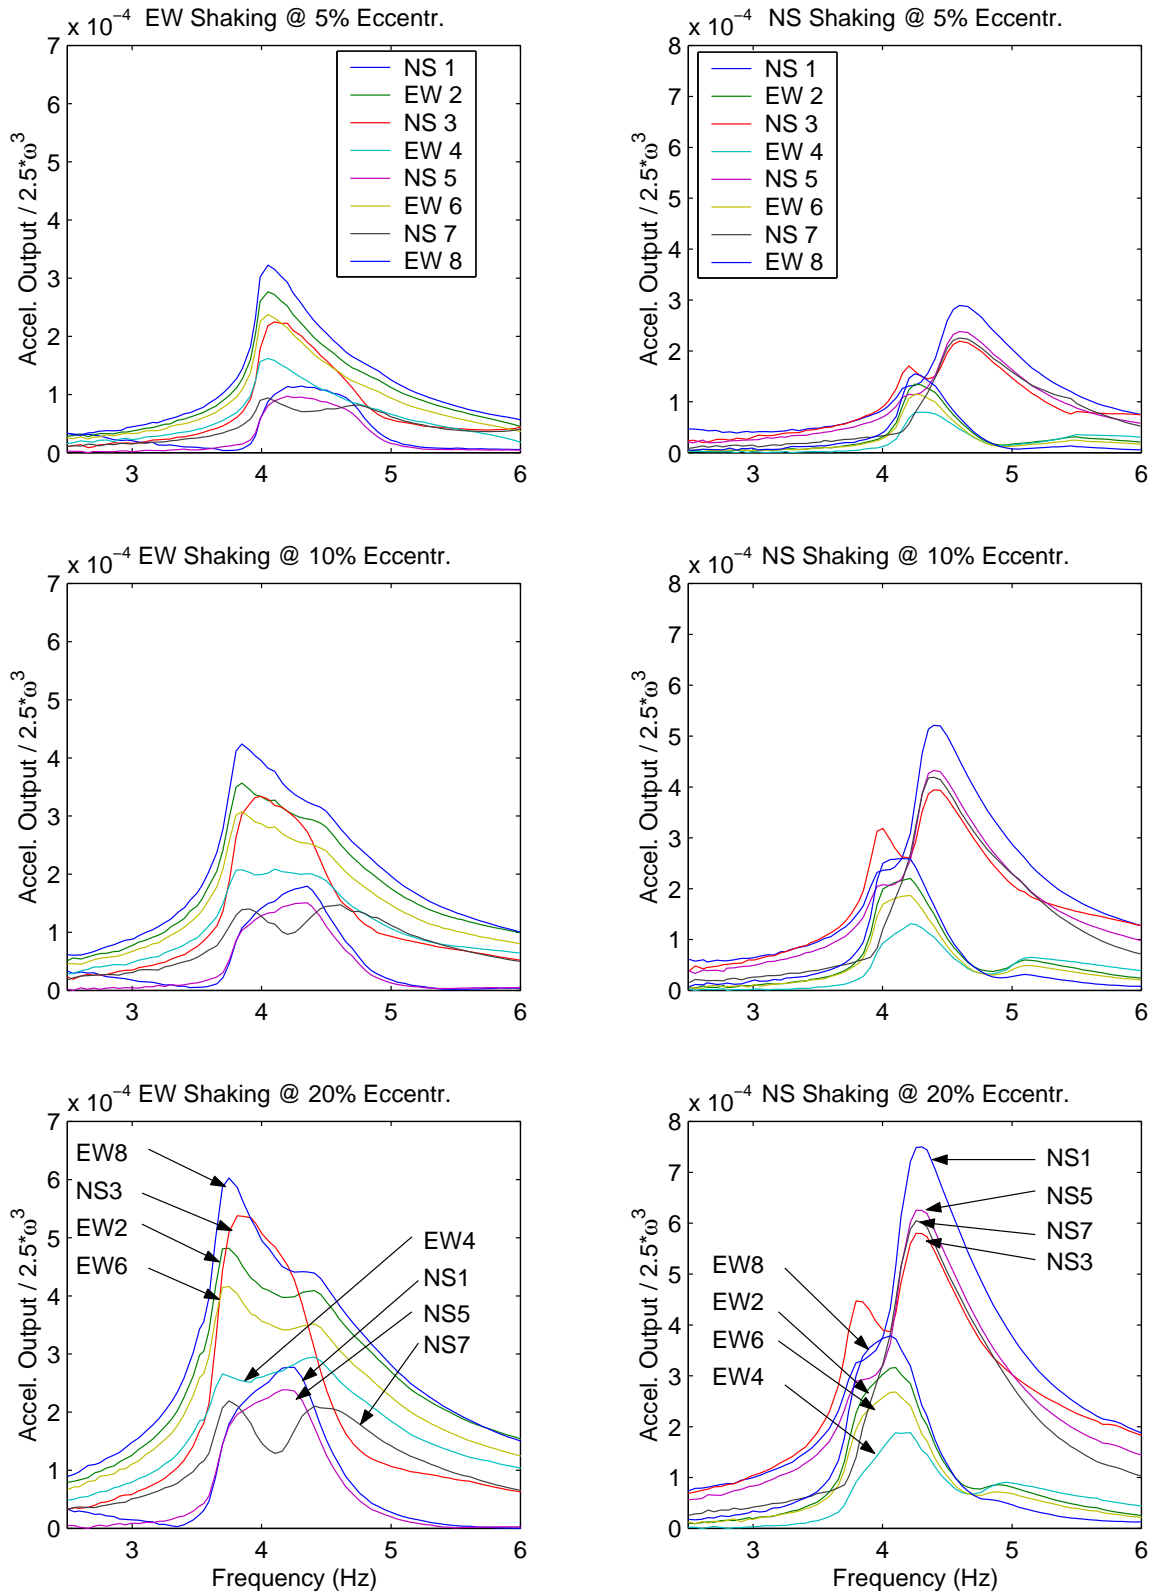 x 10⁻⁴ EW Shaking @ 5% Eccentr.
7
6
5
4
3
2
1
0
3 4 5 6
Accel. Output / 2.5*ω³
NS 1
EW 2
NS 3
EW 4
NS 5
EW 6
NS 7
EW 8
x 10⁻⁴ NS Shaking @ 5% Eccentr.
8
7
6
5
4
3
2
1
0
3 4 5 6
Accel. Output / 2.5*ω³
NS 1
EW 2
NS 3
EW 4
NS 5
EW 6
NS 7
EW 8
x 10⁻⁴ EW Shaking @ 10% Eccentr.
7
6
5
4
3
2
1
0
3 4 5 6
Accel. Output / 2.5*ω³
x 10⁻⁴ NS Shaking @ 10% Eccentr.
8
7
6
5
4
3
2
1
0
3 4 5 6
Accel. Output / 2.5*ω³
x 10⁻⁴ EW Shaking @ 20% Eccentr.
7
6
5
4
3
2
1
0
3 4 5 6
Accel. Output / 2.5*ω³
Frequency (Hz)
EW8
NS3
EW2
EW6
EW4
NS1
NS5
NS7
x 10⁻⁴ NS Shaking @ 20% Eccentr.
8
7
6
5
4
3
2
1
0
3 4 5 6
Accel. Output / 2.5*ω³
Frequency (Hz)
NS1
NS5
NS7
NS3
EW8
EW2
EW6
EW4